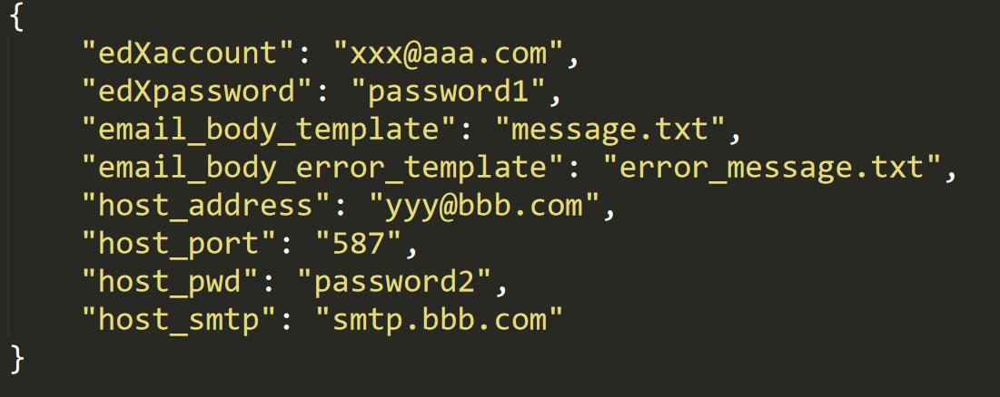 {
"edXaccount": "xxx@aaa.com",
"edXpassword": "password1",
"email_body_template": "message.txt",
"email_body_error_template": "error_message.txt",
"host_address": "yyy@bbb.com",
"host_port": "587",
"host_pwd": "password2",
"host_smtp": "smtp.bbb.com"
}